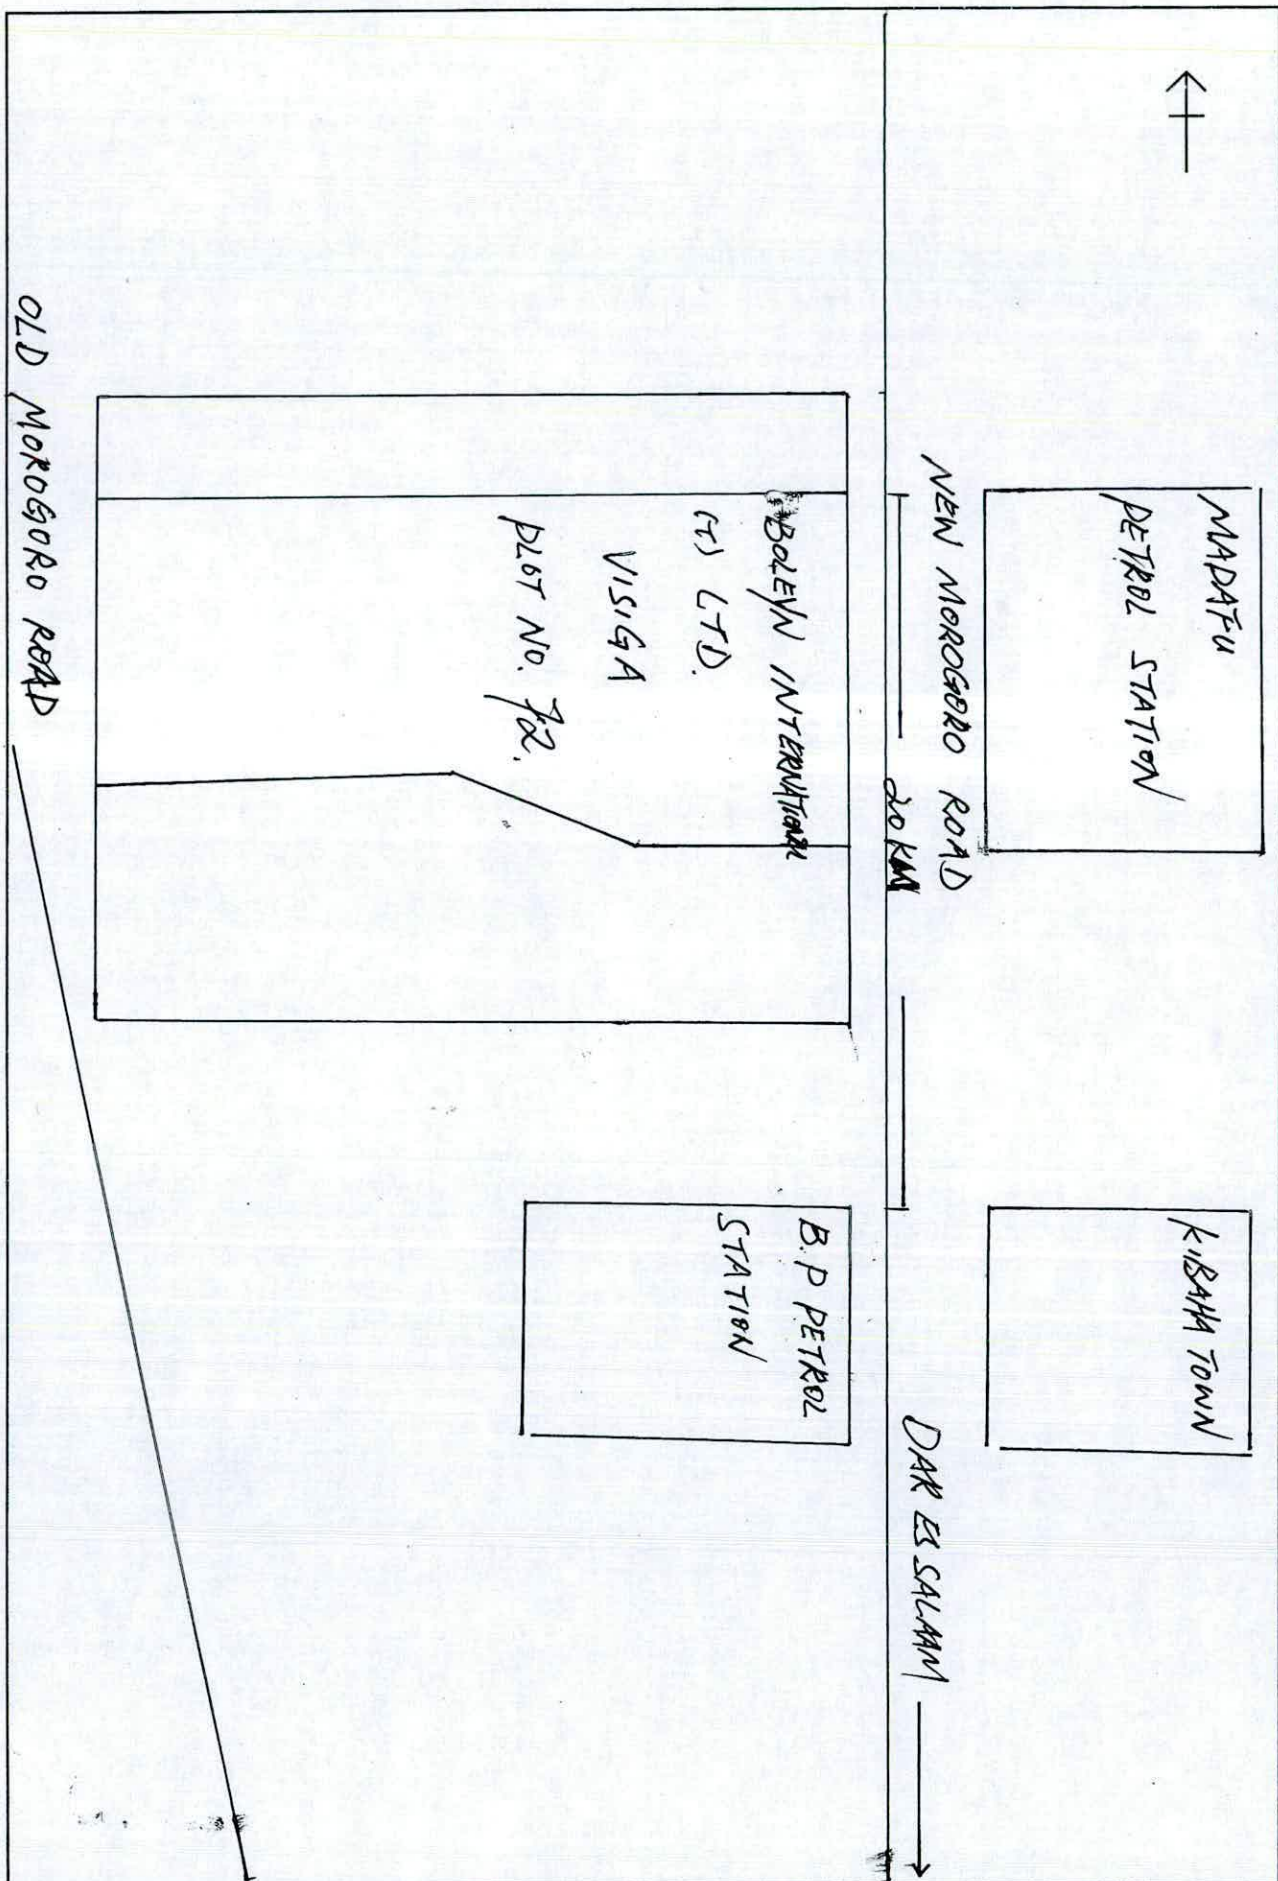 MADAFU
PETROL STATION
KIBAHA TOWN
NEW MOROGORO ROAD
DAR ES SALAAM
20 KM
BOLEYN INTERNATIONAL
(T) LTD.
VISIGA
PLOT NO. 72.
B.P PETROL
STATION
OLD MOROGORO ROAD